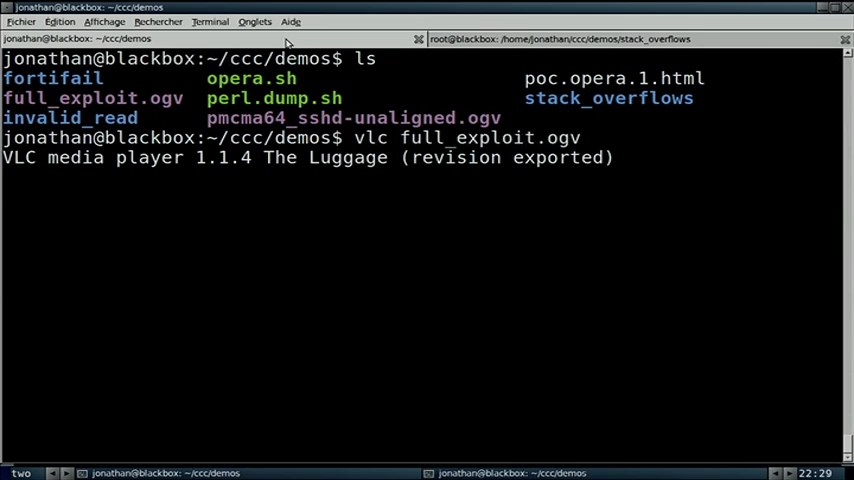 jonathan@blackbox: ~/ccc/demos
Fichier Édition Affichage Rechercher Terminal Onglets Aide
jonathan@blackbox: ~/ccc/demos root@blackbox: /home/jonathan/ccc/demos/stack_overflows
jonathan@blackbox:~/ccc/demos$ ls
fortifail opera.sh poc.opera.1.html
full_exploit.ogv perl.dump.sh stack_overflows
invalid_read pmcma64_sshd-unaligned.ogv
jonathan@blackbox:~/ccc/demos$ vlc full_exploit.ogv
VLC media player 1.1.4 The Luggage (revision exported)
two jonathan@blackbox: ~/ccc/demos jonathan@blackbox: ~/ccc/demos 22:29